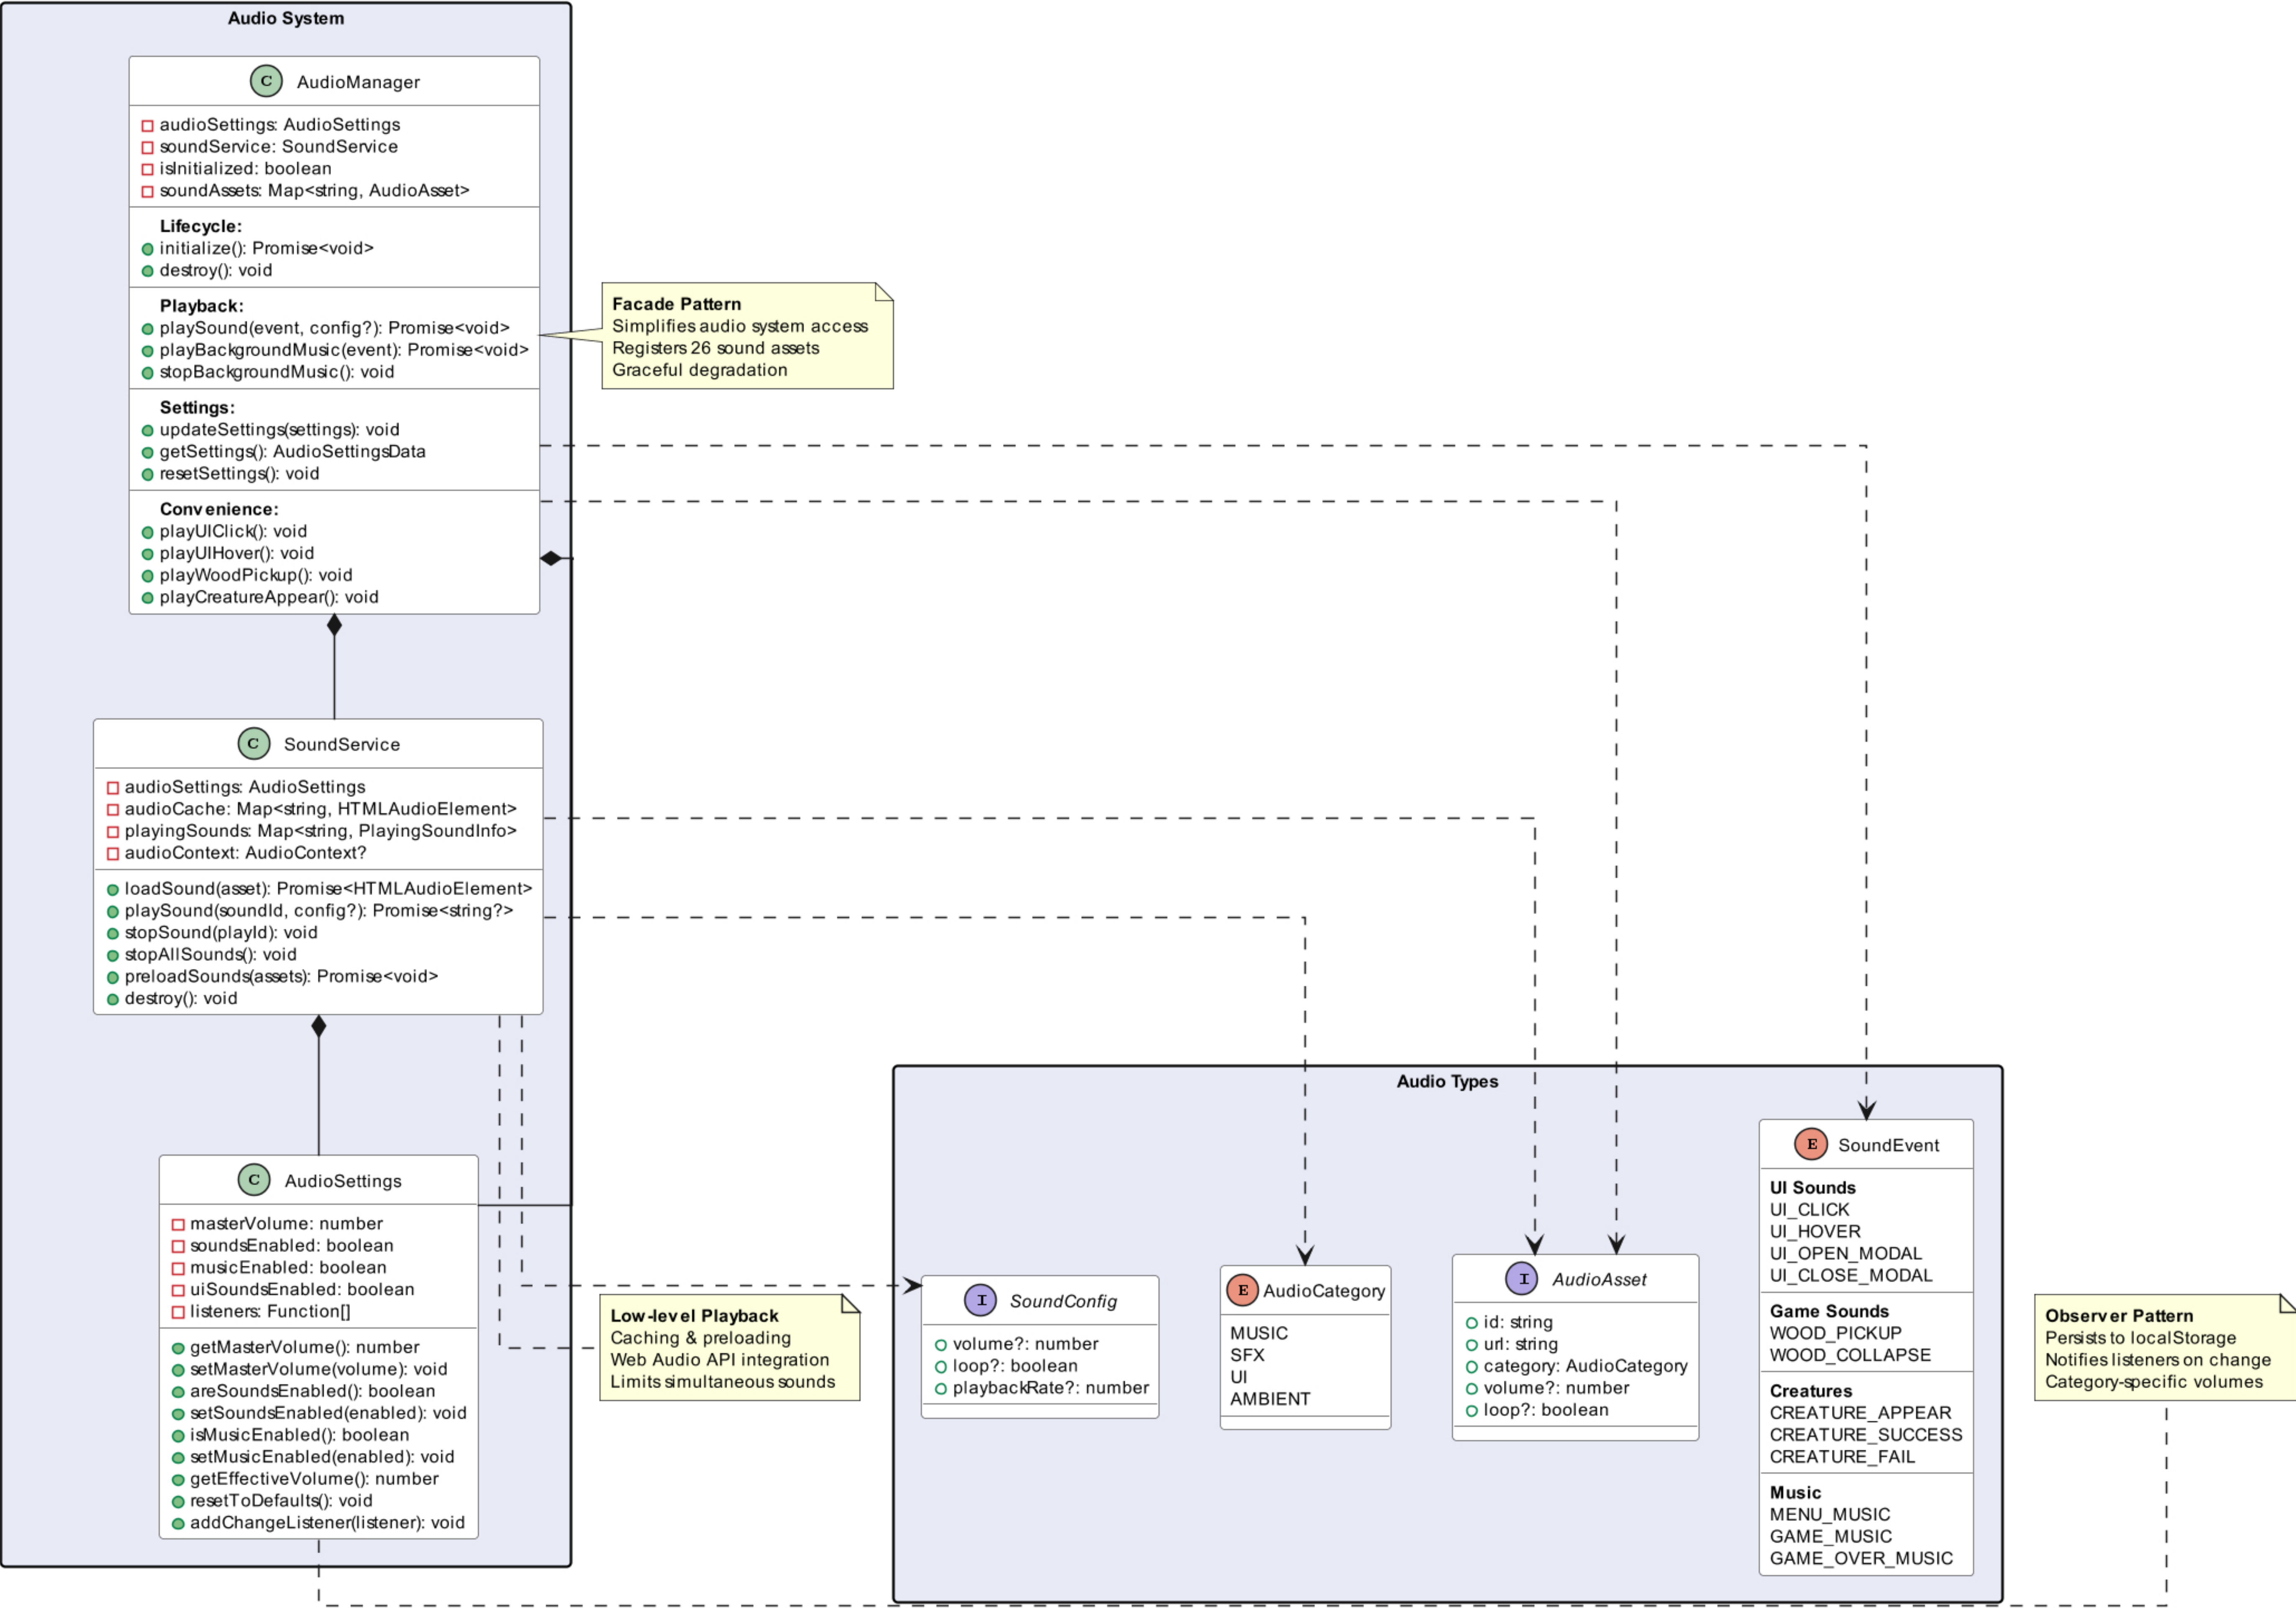 Audio System
C AudioManager
audioSettings: AudioSettings
soundService: SoundService
isInitialized: boolean
soundAssets: Map<string, AudioAsset>
Lifecycle:
initialize(): Promise<void>
destroy(): void
Playback:
playSound(event, config?): Promise<void>
playBackgroundMusic(event): Promise<void>
stopBackgroundMusic(): void
Settings:
updateSettings(settings): void
getSettings(): AudioSettingsData
resetSettings(): void
Convenience:
playUIClick(): void
playUIHover(): void
playWoodPickup(): void
playCreatureAppear(): void
Facade Pattern
Simplifies audio system access
Registers 26 sound assets
Graceful degradation
C SoundService
audioSettings: AudioSettings
audioCache: Map<string, HTMLAudioElement>
playingSounds: Map<string, PlayingSoundInfo>
audioContext: AudioContext?
loadSound(asset): Promise<HTMLAudioElement>
playSound(soundId, config?): Promise<string?>
stopSound(playId): void
stopAllSounds(): void
preloadSounds(assets): Promise<void>
destroy(): void
C AudioSettings
masterVolume: number
soundsEnabled: boolean
musicEnabled: boolean
uiSoundsEnabled: boolean
listeners: Function[]
getMasterVolume(): number
setMasterVolume(volume): void
areSoundsEnabled(): boolean
setSoundsEnabled(enabled): void
isMusicEnabled(): boolean
setMusicEnabled(enabled): void
getEffectiveVolume(): number
resetToDefaults(): void
addChangeListener(listener): void
Low-level Playback
Caching & preloading
Web Audio API integration
Limits simultaneous sounds
Audio Types
I SoundConfig
volume?: number
loop?: boolean
playbackRate?: number
E AudioCategory
MUSIC
SFX
UI
AMBIENT
I AudioAsset
id: string
url: string
category: AudioCategory
volume?: number
loop?: boolean
E SoundEvent
UI Sounds
UI_CLICK
UI_HOVER
UI_OPEN_MODAL
UI_CLOSE_MODAL
Game Sounds
WOOD_PICKUP
WOOD_COLLAPSE
Creatures
CREATURE_APPEAR
CREATURE_SUCCESS
CREATURE_FAIL
Music
MENU_MUSIC
GAME_MUSIC
GAME_OVER_MUSIC
Observer Pattern
Persists to localStorage
Notifies listeners on change
Category-specific volumes